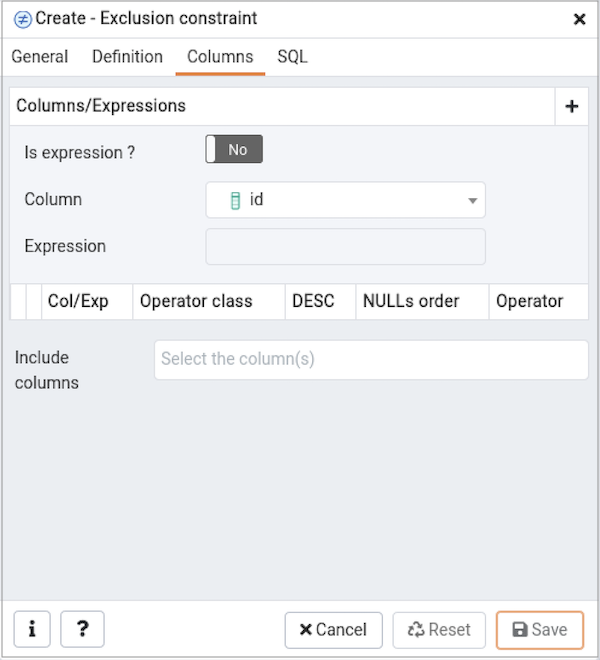 Create - Exclusion constraint
General Definition Columns SQL
Columns/Expressions
Is expression ? No
Column id
Expression
Col/Exp Operator class DESC NULLs order Operator
Include columns Select the column(s)
i ? Cancel Reset Save